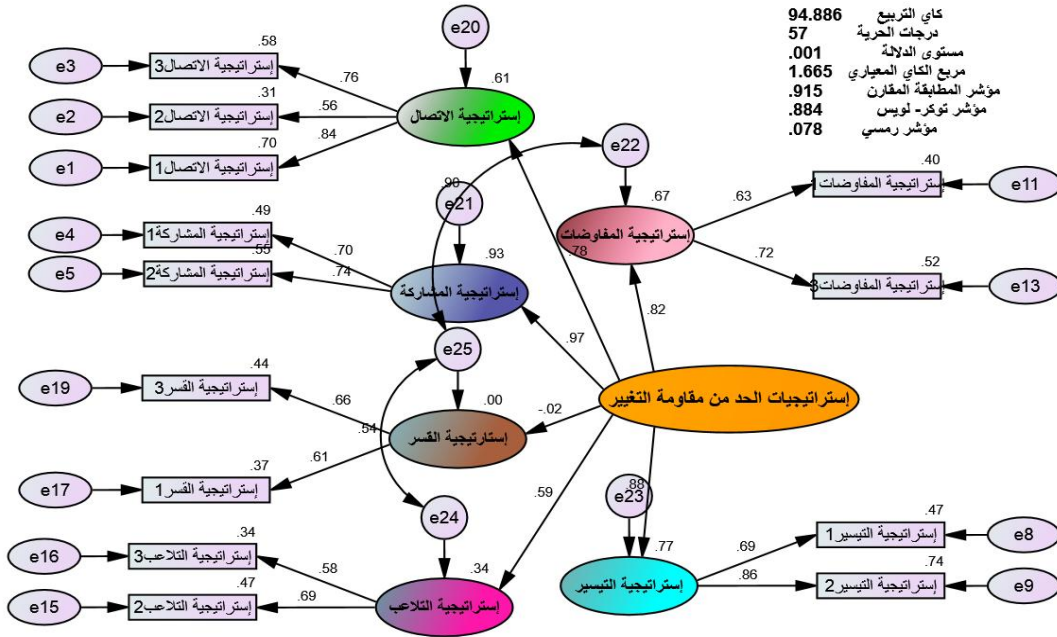 كاي التربيع 94.886
درجات الحرية 57
مستوى الدلالة .001
مربع الكاي المعياري 1.665
مؤشر المطابقة المقارن .915
مؤشر توكر- لويس .884
مؤشر رمسي .078
e20
.61
إستراتيجية الاتصال
e3
.58
إستراتيجية الاتصال3
.76
e2
.31
إستراتيجية الاتصال2
.56
e1
.70
إستراتيجية الاتصال1
.84
e22
.67
إستراتيجية المفاوضات
.63
.40
إستراتيجية المفاوضات1
e11
.72
.52
إستراتيجية المفاوضات3
e13
.90
e21
.93
إستراتيجية المشاركة
e4
.49
إستراتيجية المشاركة1
.70
e5
.55
إستراتيجية المشاركة2
.74
.78
.82
.97
إستراتيجيات الحد من مقاومة التغيير
-.02
.59
.88
e25
.00
إستارتيجية القسر
e19
.44
إستراتيجية القسر3
.66
e17
.37
إستراتيجية القسر1
.61
.54
e24
.34
إستراتيجية التلاعب
e16
.34
إستراتيجية التلاعب3
.58
e15
.47
إستراتيجية التلاعب2
.69
e23
.77
إستراتيجية التيسير
.69
.47
إستراتيجية التيسير1
e8
.86
.74
إستراتيجية التيسير2
e9